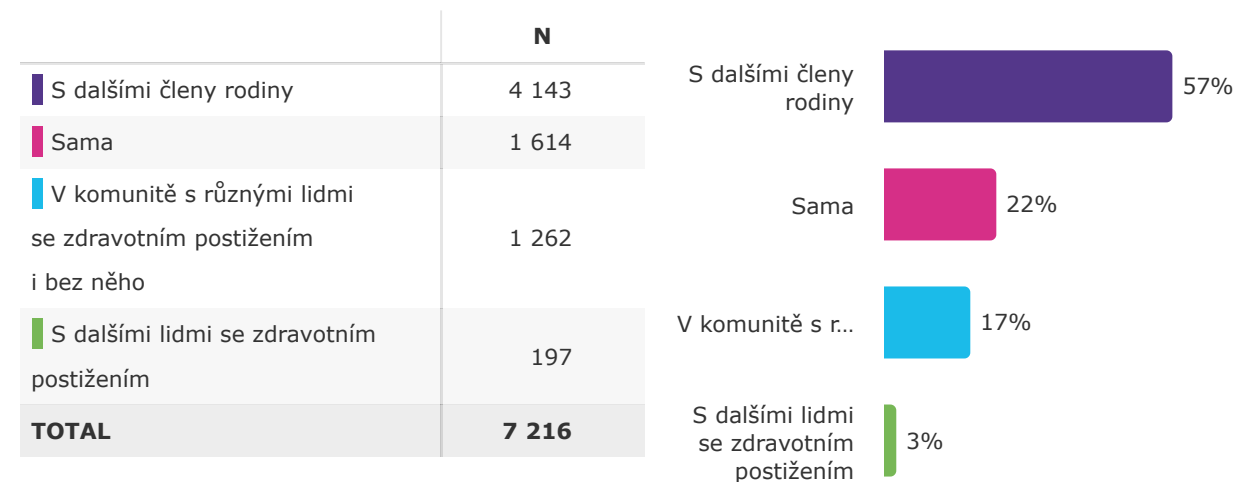 N
S dalšími členy rodiny 4 143
Sama 1 614
V komunitě s různými lidmi
se zdravotním postižením 1 262
i bez něho
S dalšími lidmi se zdravotním
postižením 197
TOTAL 7 216
S dalšími členy
rodiny 57%
Sama 22%
V komunitě s r… 17%
S dalšími lidmi
se zdravotním 3%
postižením